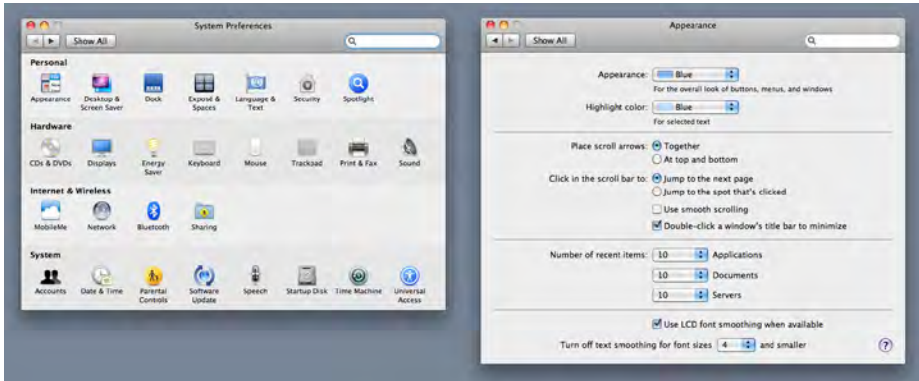 System Preferences
Show All
Personal
Appearance
Desktop & Screen Saver
Dock
Exposé & Spaces
Language & Text
Security
Spotlight
Hardware
CDs & DVDs
Displays
Energy Saver
Keyboard
Mouse
Trackpad
Print & Fax
Sound
Internet & Wireless
MobileMe
Network
Bluetooth
Sharing
System
Accounts
Date & Time
Parental Controls
Software Update
Speech
Startup Disk
Time Machine
Universal Access
Appearance
Show All
Appearance: Blue
For the overall look of buttons, menus, and windows
Highlight color: Blue
For selected text
Place scroll arrows: Together
At top and bottom
Click in the scroll bar to: Jump to the next page
Jump to the spot that's clicked
Use smooth scrolling
Double-click a window's title bar to minimize
Number of recent items: 10 Applications
10 Documents
10 Servers
Use LCD font smoothing when available
Turn off text smoothing for font sizes 4 and smaller
?